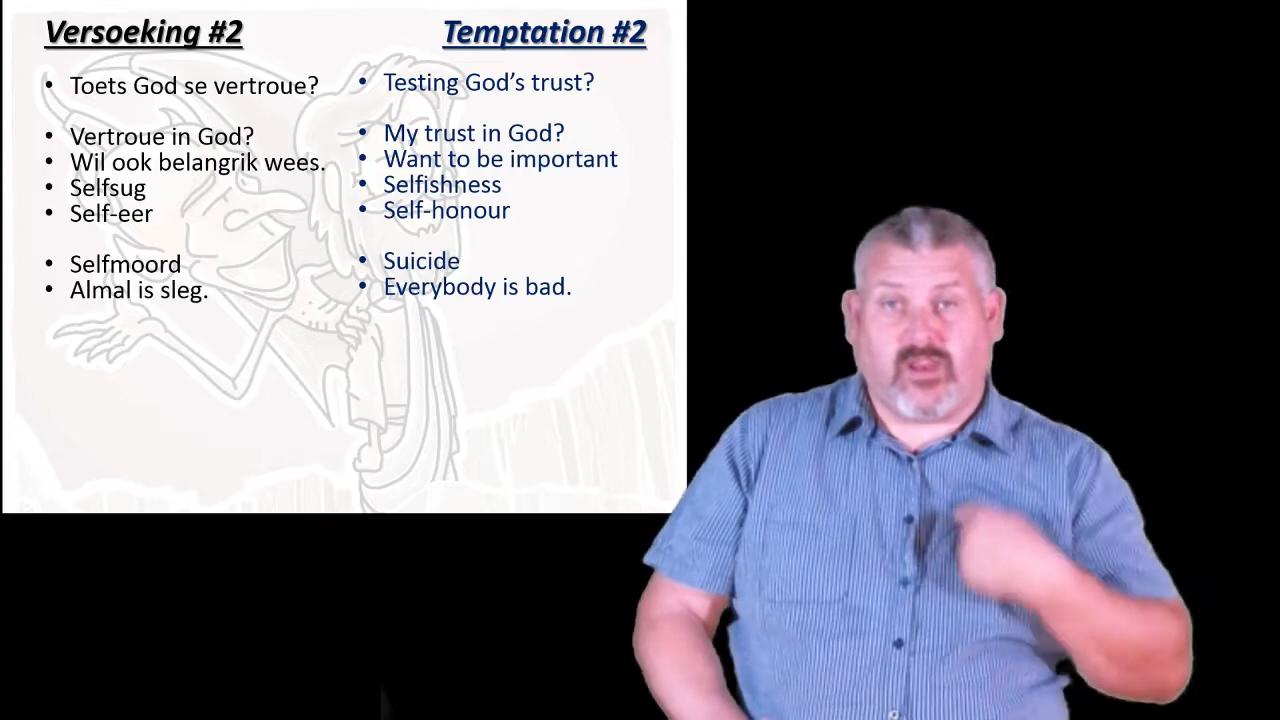 Versoeking #2
• Toets God se vertroue?
• Vertroue in God?
• Wil ook belangrik wees.
• Selfsug
• Self-eer
• Selfmoord
• Almal is sleg.
Temptation #2
• Testing God’s trust?
• My trust in God?
• Want to be important
• Selfishness
• Self-honour
• Suicide
• Everybody is bad.